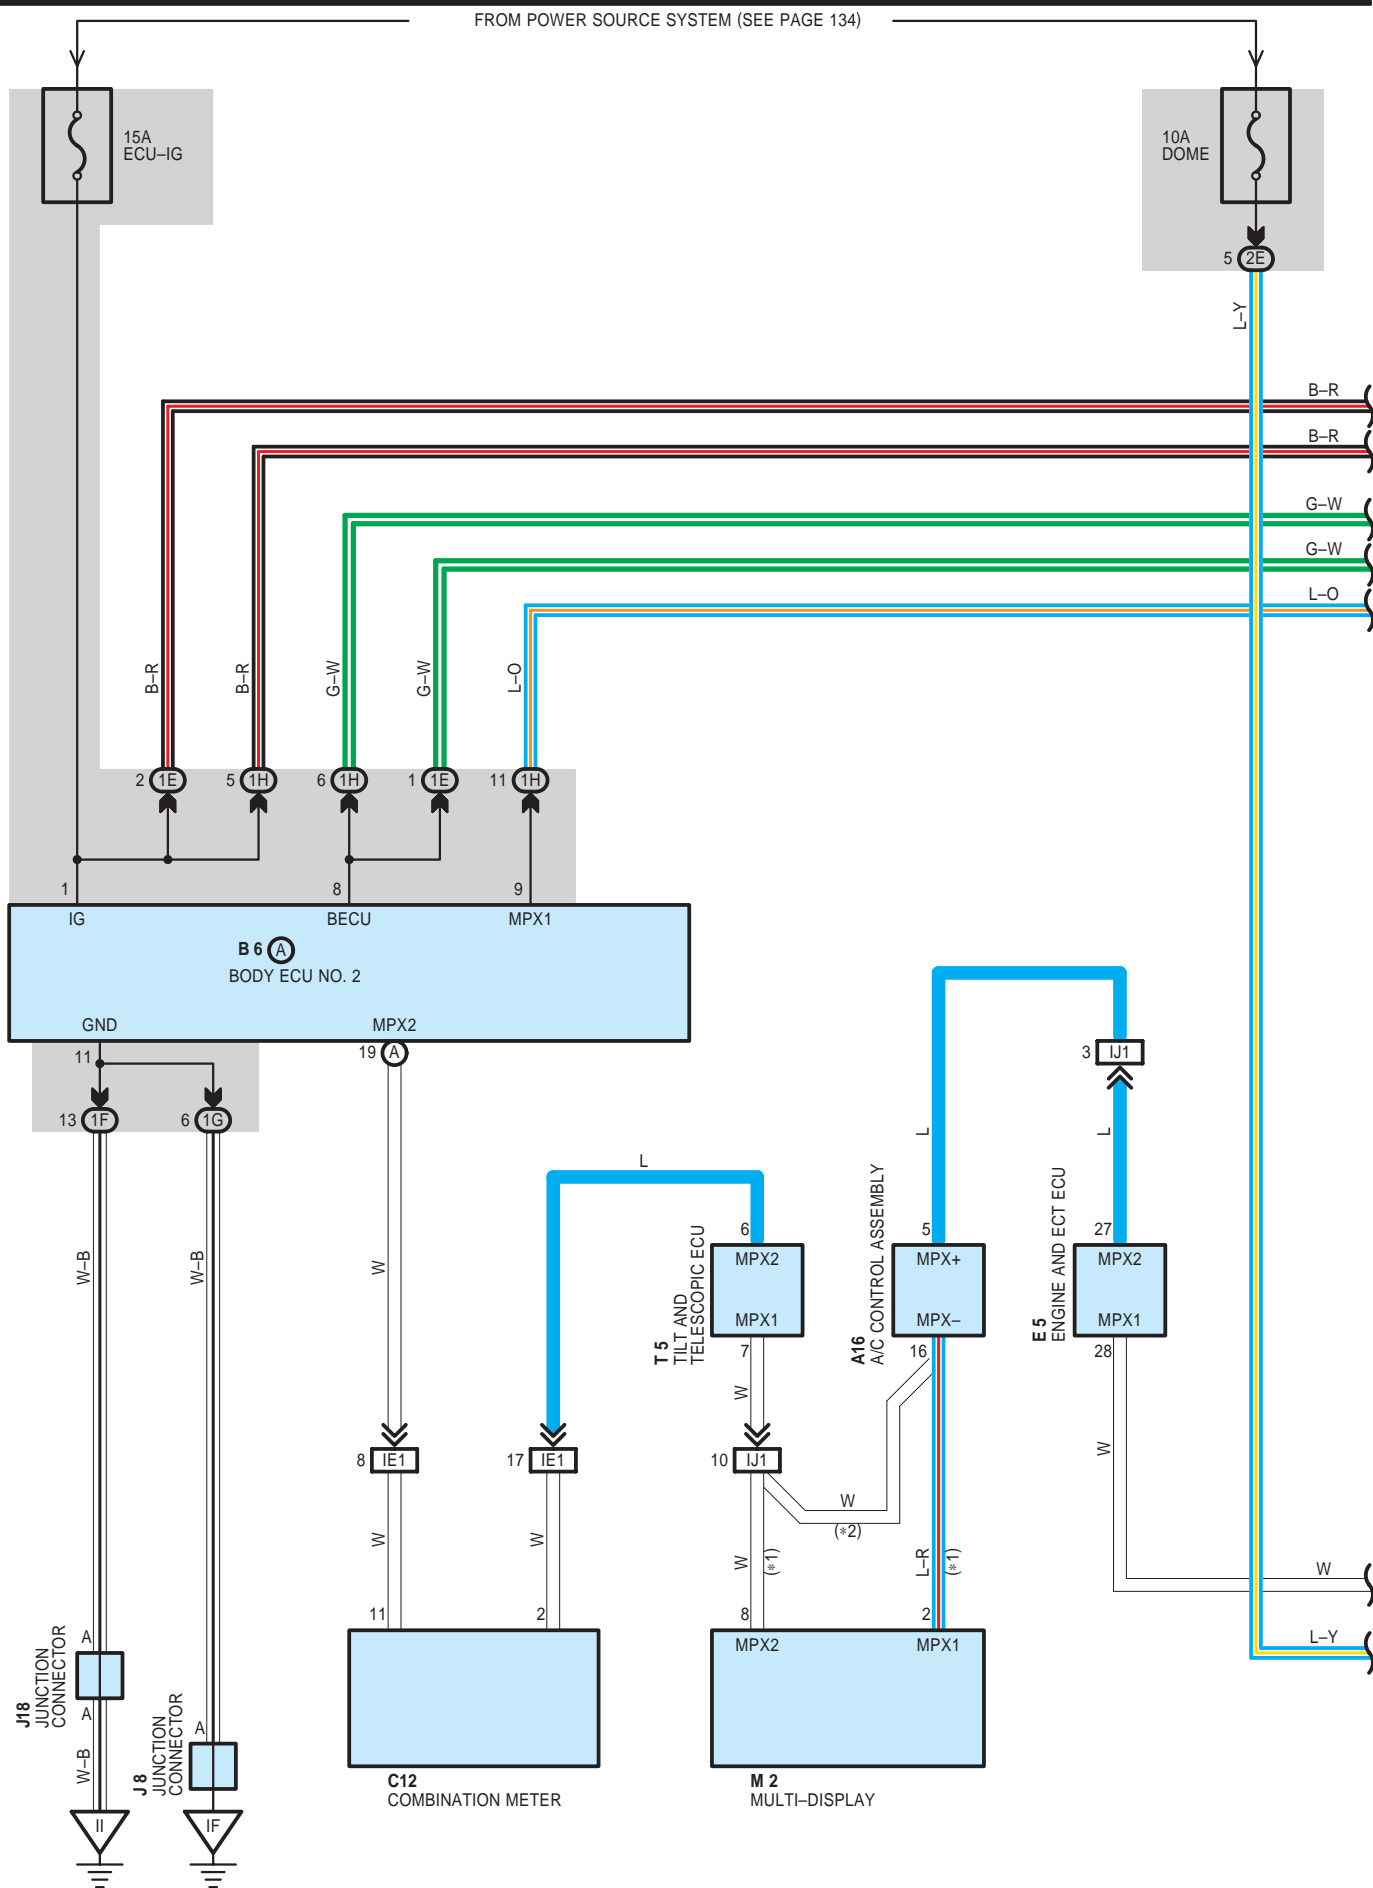 FROM POWER SOURCE SYSTEM (SEE PAGE 134)
15A
ECU–IG
10A
DOME
5 2E
L–Y
B–R
B–R
G–W
G–W
L–O
B–R
B–R
G–W
G–W
L–O
2 1E
5 1H
6 1H
1 1E
11 1H
1
8
9
IG
BECU
MPX1
B 6 A
BODY ECU NO. 2
GND
MPX2
11
19 A
3 IJ1
13 1F
6 1G
L
L
L
W–B
W–B
W
6
5
27
MPX2
MPX+
MPX2
MPX1
MPX–
MPX1
T 5
TILT AND
TELESCOPIC ECU
A16
A/C CONTROL ASSEMBLY
E 5
ENGINE AND ECT ECU
7
16
28
W
W
8 IE1
17 IE1
10 IJ1
W
(*2)
W
W
W
(*1)
L–R
(*1)
W
11
2
8
2
MPX2
MPX1
L–Y
A
J18
JUNCTION
CONNECTOR
A
W–B
A
J 8
JUNCTION
CONNECTOR
C12
COMBINATION METER
M 2
MULTI–DISPLAY
II
IF